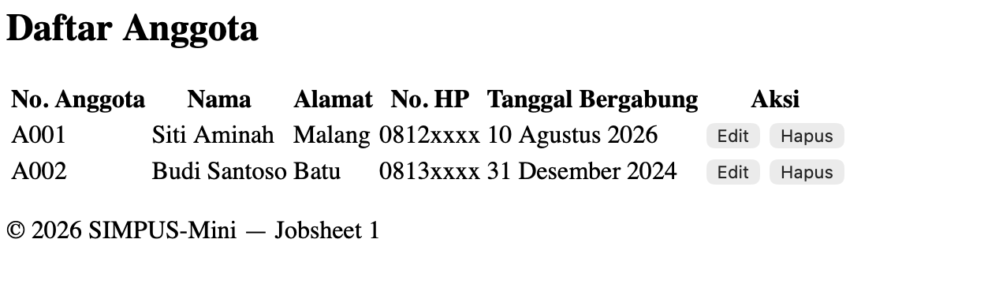 Daftar Anggota
No. Anggota Nama Alamat No. HP Tanggal Bergabung Aksi
A001 Siti Aminah Malang 0812xxxx 10 Agustus 2026 Edit Hapus
A002 Budi Santoso Batu 0813xxxx 31 Desember 2024 Edit Hapus
© 2026 SIMPUS-Mini — Jobsheet 1